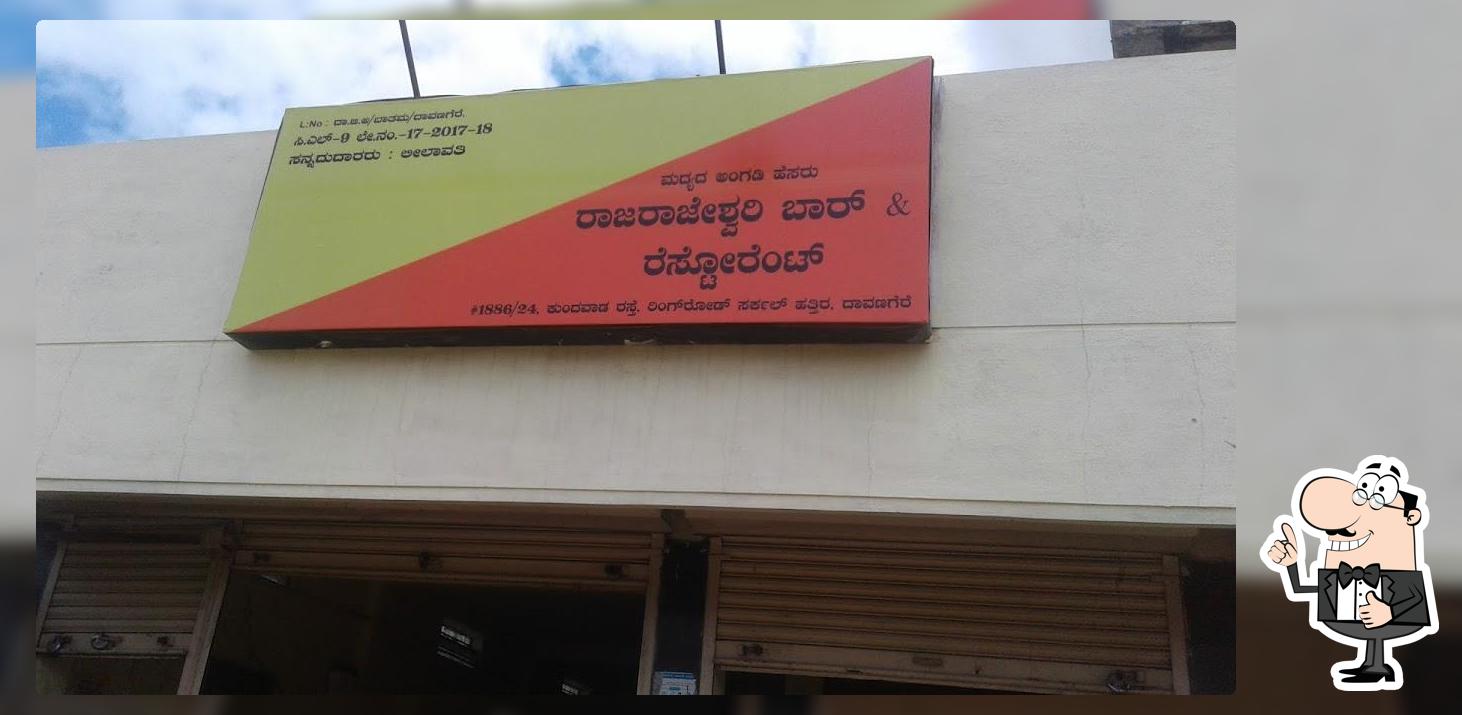 L:No : ದಾ.ಜಿ.ಅ/ಬಾತಮ/ದಾವಣಗೆರೆ.
ಸಿ.ಎಲ್-9 ಲೇ.ನಂ.-17-2017-18
ಸನ್ನದುದಾರರು : ಲೀಲಾವತಿ
ಮದ್ಯದ ಅಂಗಡಿ ಹೆಸರು
ರಾಜರಾಜೇಶ್ವರಿ ಬಾರ್ &
ರೆಸ್ಟೋರೆಂಟ್
#1886/24, ಕುಂದವಾಡ ರಸ್ತೆ, ರಿಂಗ್‌ರೋಡ್ ಸರ್ಕಲ್ ಹತ್ತಿರ, ದಾವಣಗೆರೆ